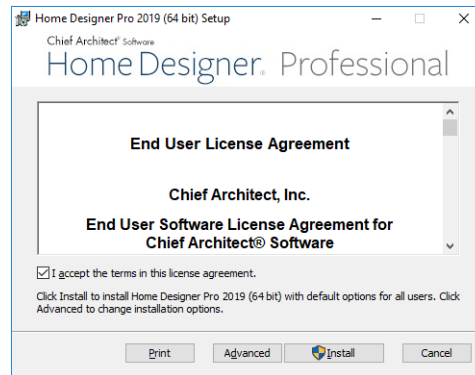 Home Designer Pro 2019 (64 bit) Setup
Chief Architect® Software
Home Designer® Professional
End User License Agreement
Chief Architect, Inc.
End User Software License Agreement for
Chief Architect® Software
I accept the terms in this license agreement.
Click Install to install Home Designer Pro 2019 (64 bit) with default options for all users. Click
Advanced to change installation options.
Print Advanced Install Cancel